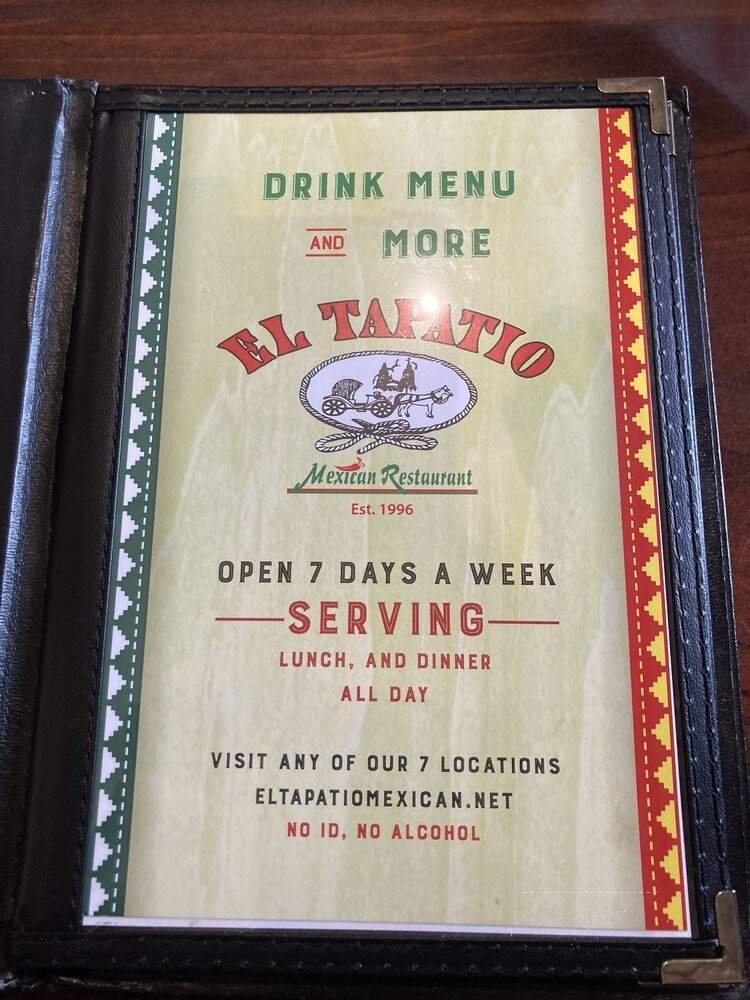 DRINK MENU
AND MORE
EL TAPATIO
Mexican Restaurant
Est. 1996
OPEN 7 DAYS A WEEK
SERVING
LUNCH, AND DINNER
ALL DAY
VISIT ANY OF OUR 7 LOCATIONS
ELTAPATIOMEXICAN.NET
NO ID, NO ALCOHOL